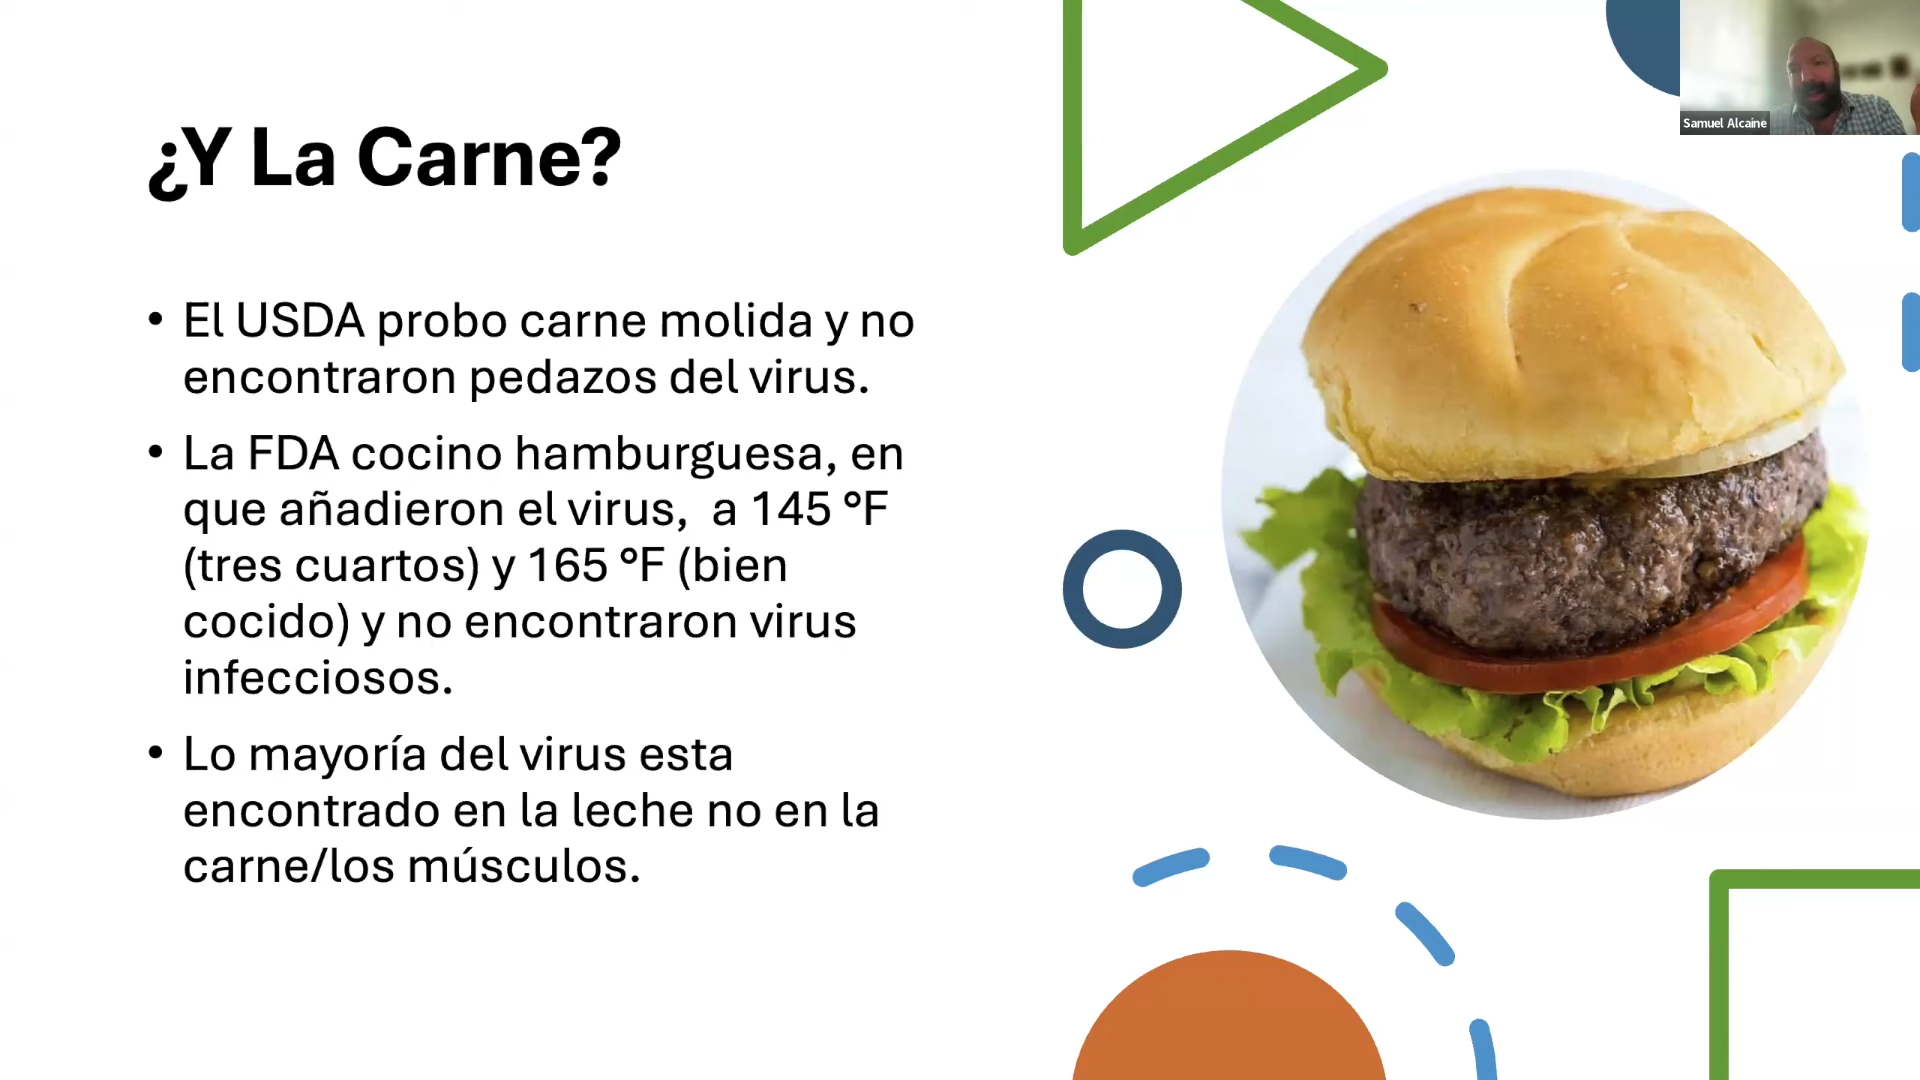 ¿Y La Carne?
• El USDA probo carne molida y no
encontraron pedazos del virus.
• La FDA cocino hamburguesa, en
que añadieron el virus,  a 145 °F
(tres cuartos) y 165 °F (bien
cocido) y no encontraron virus
infecciosos.
• Lo mayoría del virus esta
encontrado en la leche no en la
carne/los músculos.
Samuel Alcaine